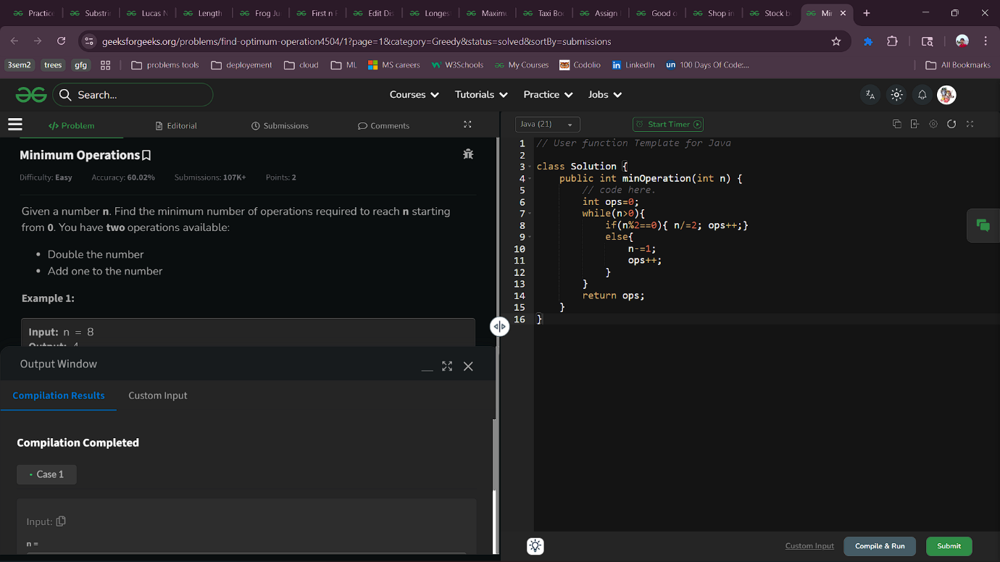 Practice
Substrin
Lucas N
Length
Frog Ju
First n F
Edit Dis
Longes
Maximu
Taxi Boo
Assign
Good o
Shop in
Stock b
Mi
geeksforgeeks.org/problems/find-optimum-operation4504/1?page=1&category=Greedy&status=solved&sortBy=submissions
3sem2 trees gfg problems tools deployement cloud ML MS careers W3Schools My Courses Codolio LinkedIn un 100 Days Of Code:... All Bookmarks
Search... Courses Tutorials Practice Jobs
Problem Editorial Submissions Comments
Minimum Operations
Difficulty: Easy Accuracy: 60.02% Submissions: 107K+ Points: 2
Given a number n. Find the minimum number of operations required to reach n starting
from 0. You have two operations available:
• Double the number
• Add one to the number
Example 1:
Input: n = 8
Output: 4
Output Window
Compilation Results Custom Input
Compilation Completed
Case 1
Input:
n =
Java (21) Start Timer
1 // User function Template for Java
2
3 class Solution {
4 public int minOperation(int n) {
5 // code here.
6 int ops=0;
7 while(n>0){
8 if(n%2==0){ n/=2; ops++;}
9 else{
10 n-=1;
11 ops++;
12 }
13 }
14 return ops;
15 }
16 }
Custom Input Compile & Run Submit